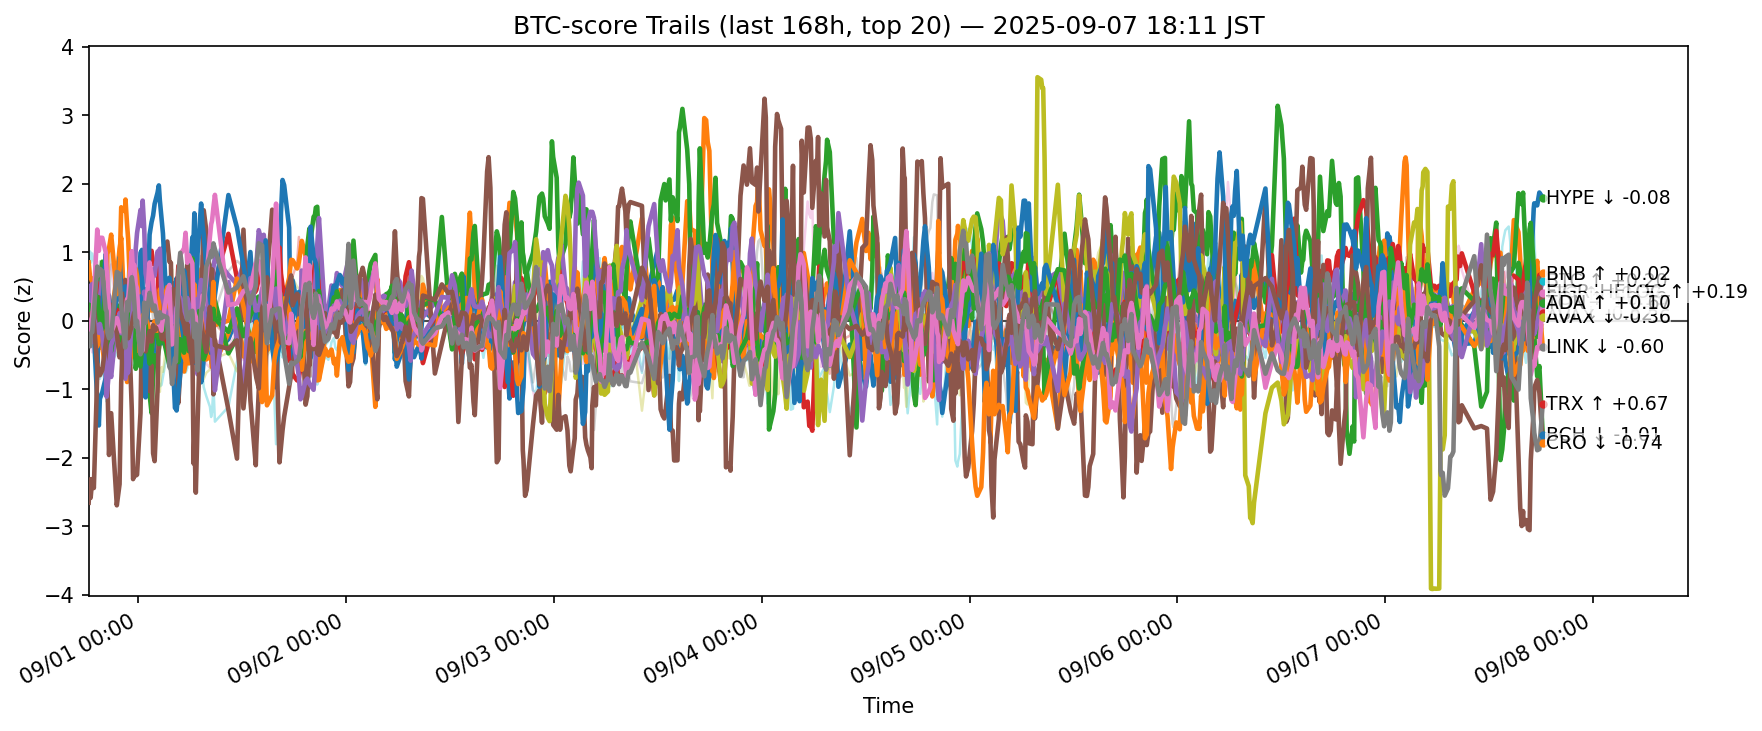 BTC-score Trails (last 168h, top 20) — 2025-09-07 18:11 JST
Score (z)
4
3
2
1
0
−1
−2
−3
−4
HYPE ↓ -0.08
BNB ↑ +0.02
↑ +0.19
ADA ↑ +0.10
AVAX
LINK ↓ -0.60
TRX ↑ +0.67
BCH ↓ -1.01
CRO ↓ -0.74
09/01 00:00
09/02 00:00
09/03 00:00
09/04 00:00
09/05 00:00
09/06 00:00
09/07 00:00
09/08 00:00
Time